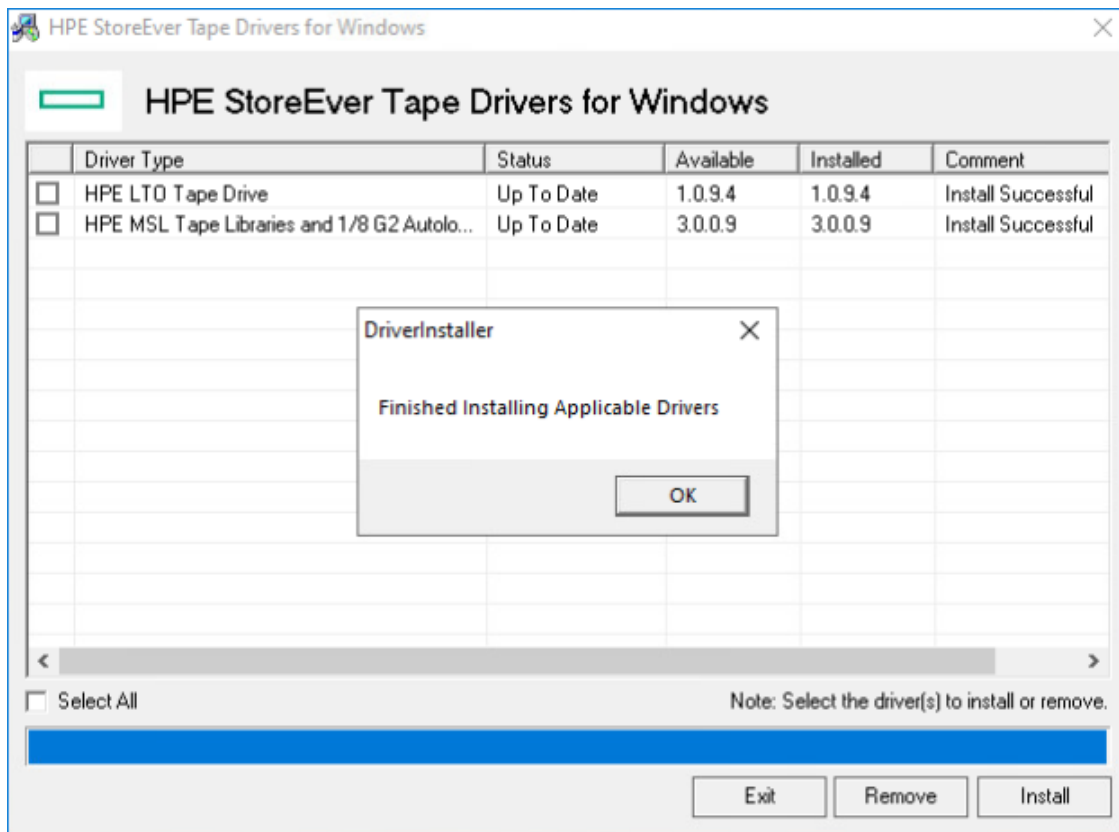 HPE StoreEver Tape Drivers for Windows
HPE StoreEver Tape Drivers for Windows
Driver Type Status Available Installed Comment
HPE LTO Tape Drive Up To Date 1.0.9.4 1.0.9.4 Install Successful
HPE MSL Tape Libraries and 1/8 G2 Autolo... Up To Date 3.0.0.9 3.0.0.9 Install Successful
DriverInstaller
Finished Installing Applicable Drivers
OK
Select All Note: Select the driver(s) to install or remove.
Exit Remove Install